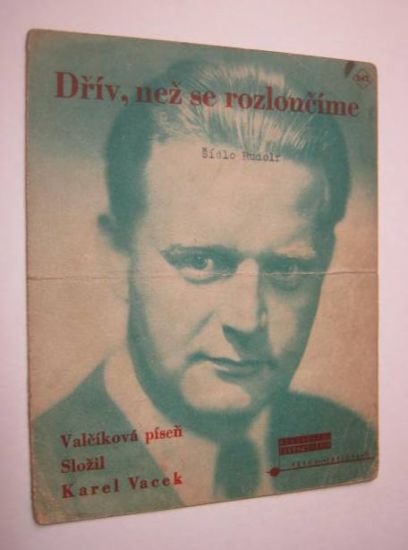 Dřív, než se rozloučíme
Šídlo Rudolf
Valčíková píseň
Složil
Karel Vacek